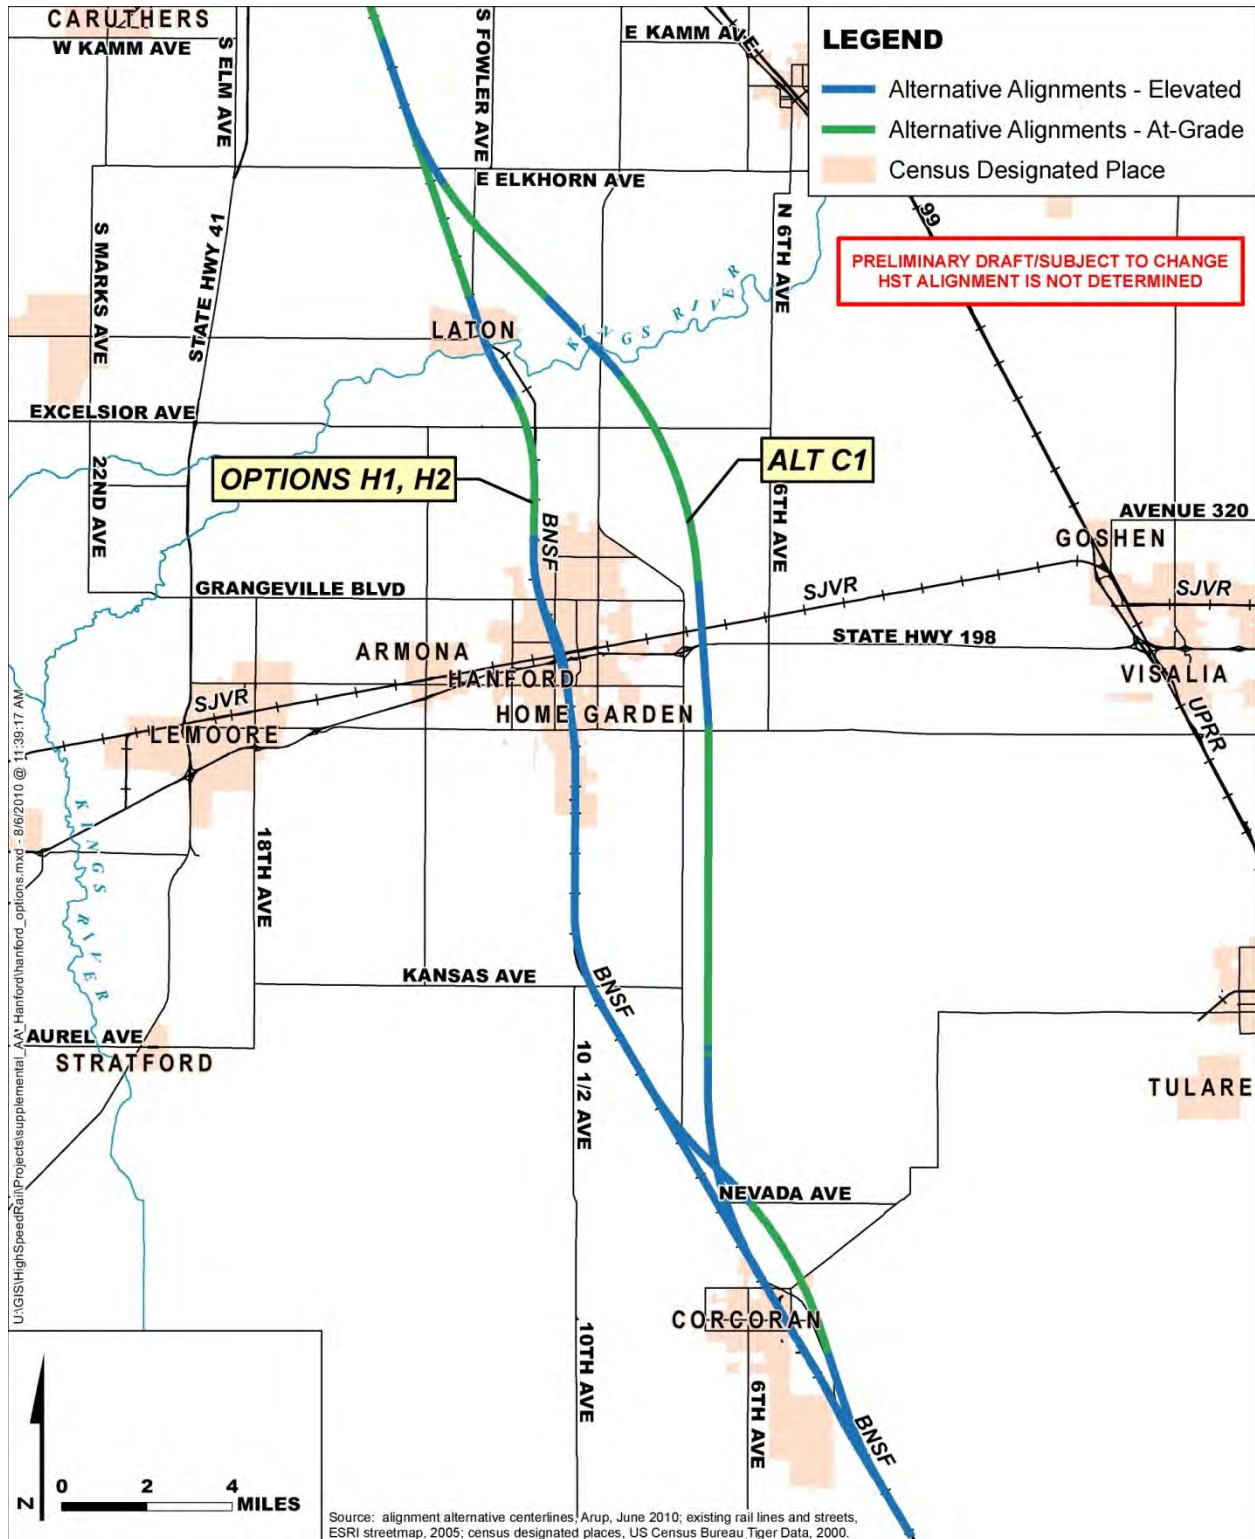 CARUTHERS
W KAMM AVE
S ELM AVE
S FOWLER AVE
E KAMM AVE
LEGEND
Alternative Alignments - Elevated
Alternative Alignments - At-Grade
Census Designated Place
E ELKHORN AVE
S MARKS AVE
STATE HWY 41
N 6TH AVE
99
PRELIMINARY DRAFT/SUBJECT TO CHANGE
HST ALIGNMENT IS NOT DETERMINED
KINGS RIVER
LATON
EXCELSIOR AVE
22ND AVE
OPTIONS H1, H2
ALT C1
6TH AVE
BNSF
AVENUE 320
GOSHEN
GRANGEVILLE BLVD
SJVR
SJVR
STATE HWY 198
ARMONA
HANFORD
VISALIA
SJVR
HOME GARDEN
UPRR
LEMOORE
KINGS RIVER
18TH AVE
KANSAS AVE
BNSF
LAUREL AVE
STRATFORD
10 1/2 AVE
TULARE
NEVADA AVE
CORCORAN
10TH AVE
6TH AVE
BNSF
U:\GIS\HighSpeedRail\Projects\supplemental_AA_Hanford\hanford_options.mxd - 8/6/2010 @ 11:39:17 AM
N
0 2 4
MILES
Source: alignment alternative centerlines, Arup, June 2010; existing rail lines and streets,
ESRI streetmap, 2005; census designated places, US Census Bureau Tiger Data, 2000.